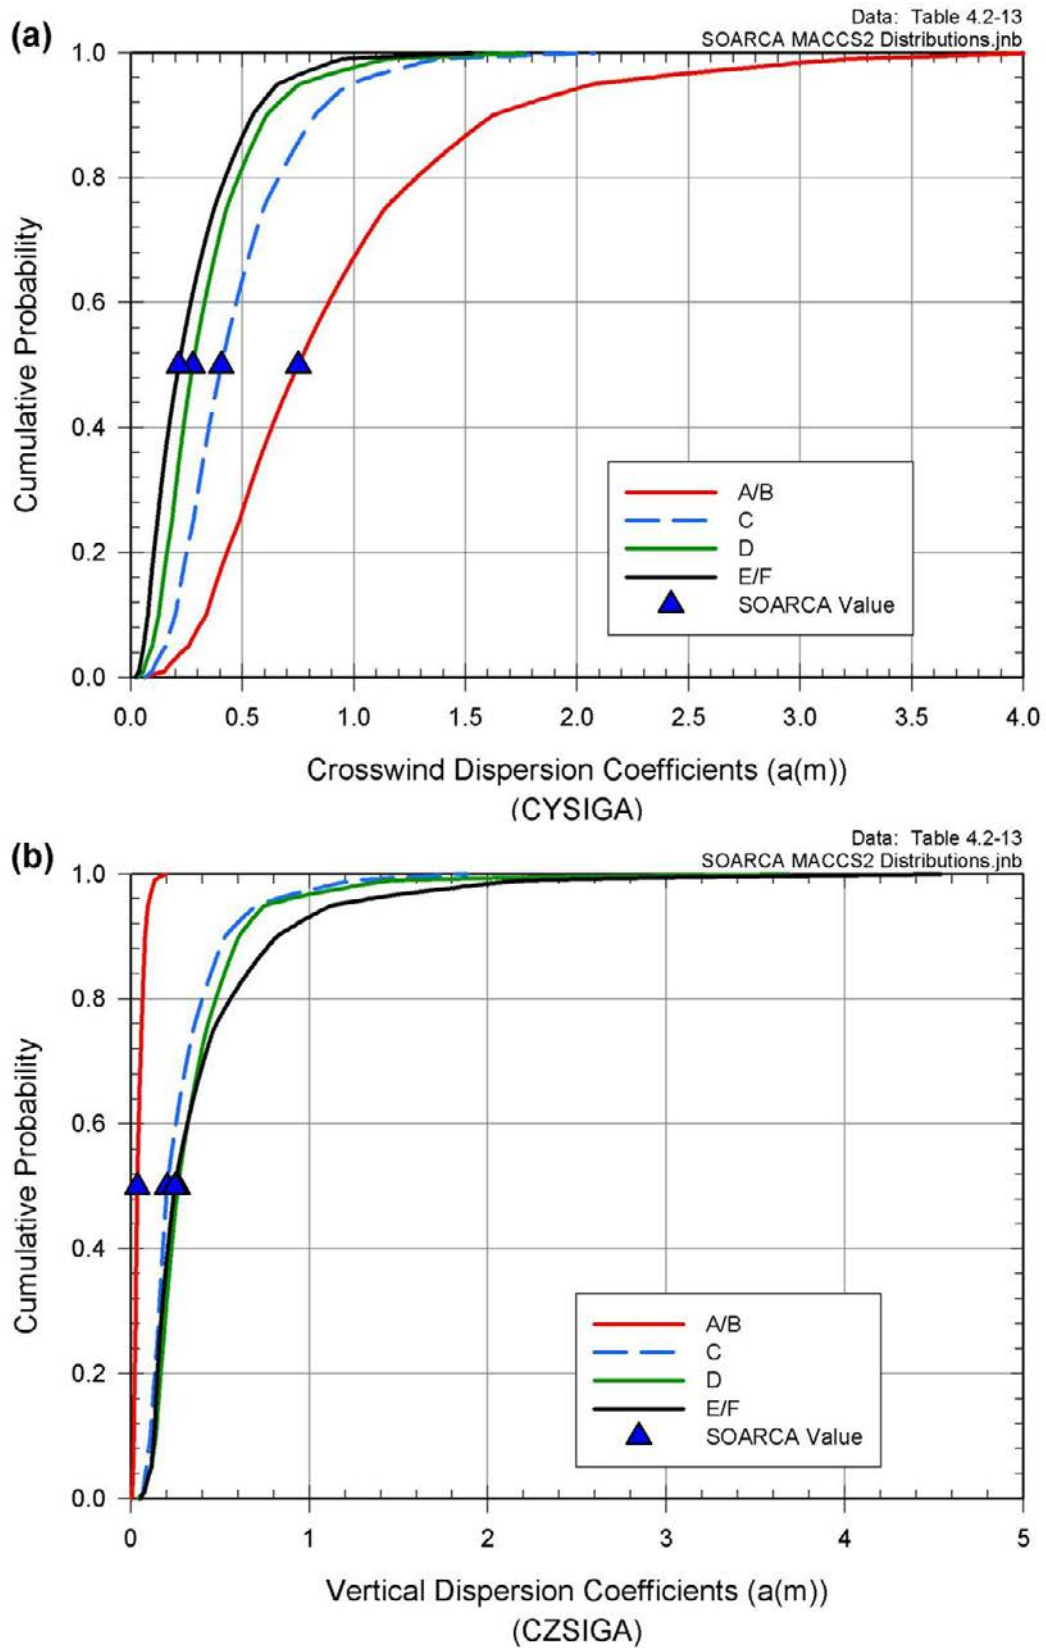 (a)
Data: Table 4.2-13
SOARCA MACCS2 Distributions.jnb
1.0
0.8
0.6
0.4
0.2
0.0
Cumulative Probability
A/B
C
D
E/F
SOARCA Value
0.0 0.5 1.0 1.5 2.0 2.5 3.0 3.5 4.0
Crosswind Dispersion Coefficients (a(m))
(CYSIGA)
(b)
Data: Table 4.2-13
SOARCA MACCS2 Distributions.jnb
1.0
0.8
0.6
0.4
0.2
0.0
Cumulative Probability
A/B
C
D
E/F
SOARCA Value
0 1 2 3 4 5
Vertical Dispersion Coefficients (a(m))
(CZSIGA)